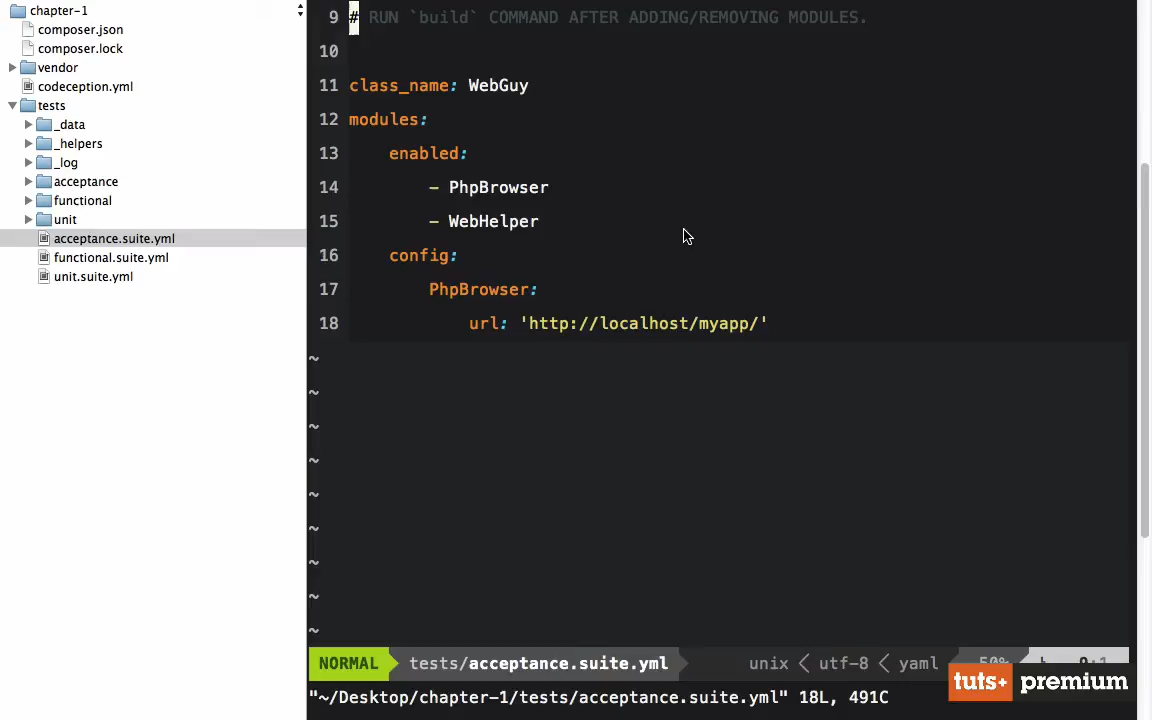 chapter-1
composer.json
composer.lock
vendor
codeception.yml
tests
_data
_helpers
_log
acceptance
functional
unit
acceptance.suite.yml
functional.suite.yml
unit.suite.yml
9 # RUN `build` COMMAND AFTER ADDING/REMOVING MODULES.
10
11 class_name: WebGuy
12 modules:
13     enabled:
14         - PhpBrowser
15         - WebHelper
16     config:
17         PhpBrowser:
18             url: 'http://localhost/myapp/'
~
~
~
~
~
~
~
~
~
NORMAL tests/acceptance.suite.yml unix < utf-8 < yaml 50% 9:1
"~/Desktop/chapter-1/tests/acceptance.suite.yml" 18L, 491C
tuts+ premium